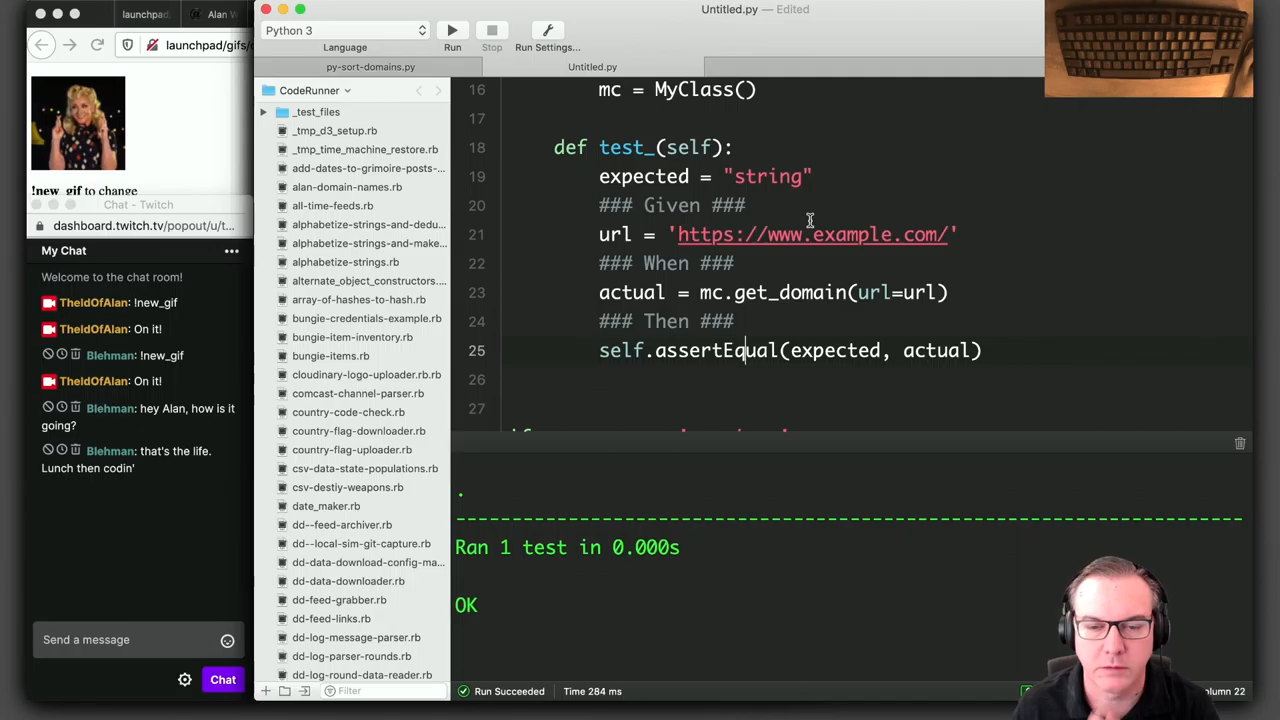 launchpad
Alan W
launchpad/gifs/
!new_gif to change
Chat - Twitch
dashboard.twitch.tv/popout/u/t...
My Chat
Welcome to the chat room!
TheIdOfAlan: !new_gif
TheIdOfAlan: On it!
Blehman: !new_gif
TheIdOfAlan: On it!
Blehman: hey Alan, how is it
going?
Blehman: that's the life.
Lunch then codin'
Send a message
Chat
Untitled.py — Edited
Python 3
Language
Run
Stop
Run Settings...
py-sort-domains.py
Untitled.py
CodeRunner
_test_files
_tmp_d3_setup.rb
_tmp_time_machine_restore.rb
add-dates-to-grimoire-posts-...
alan-domain-names.rb
all-time-feeds.rb
alphabetize-strings-and-dedu...
alphabetize-strings-and-make...
alphabetize-strings.rb
alternate_object_constructors...
array-of-hashes-to-hash.rb
bungie-credentials-example.rb
bungie-item-inventory.rb
bungie-items.rb
cloudinary-logo-uploader.rb.rb
comcast-channel-parser.rb
country-code-check.rb
country-flag-downloader.rb
country-flag-uploader.rb
csv-data-state-populations.rb
csv-destiy-weapons.rb
date_maker.rb
dd--feed-archiver.rb
dd--local-sim-git-capture.rb
dd-data-download-config-ma...
dd-data-downloader.rb
dd-feed-grabber.rb
dd-feed-links.rb
dd-log-message-parser.rb
dd-log-parser-rounds.rb
dd-log-round-data-reader.rb
Filter
16 mc = MyClass()
17
18 def test_(self):
19 expected = "string"
20 ### Given ###
21 url = 'https://www.example.com/'
22 ### When ###
23 actual = mc.get_domain(url=url)
24 ### Then ###
25 self.assertEqual(expected, actual)
26
27
.
----------------------------------------------------------------------
Ran 1 test in 0.000s
OK
Run Succeeded
Time 284 ms
olumn 22